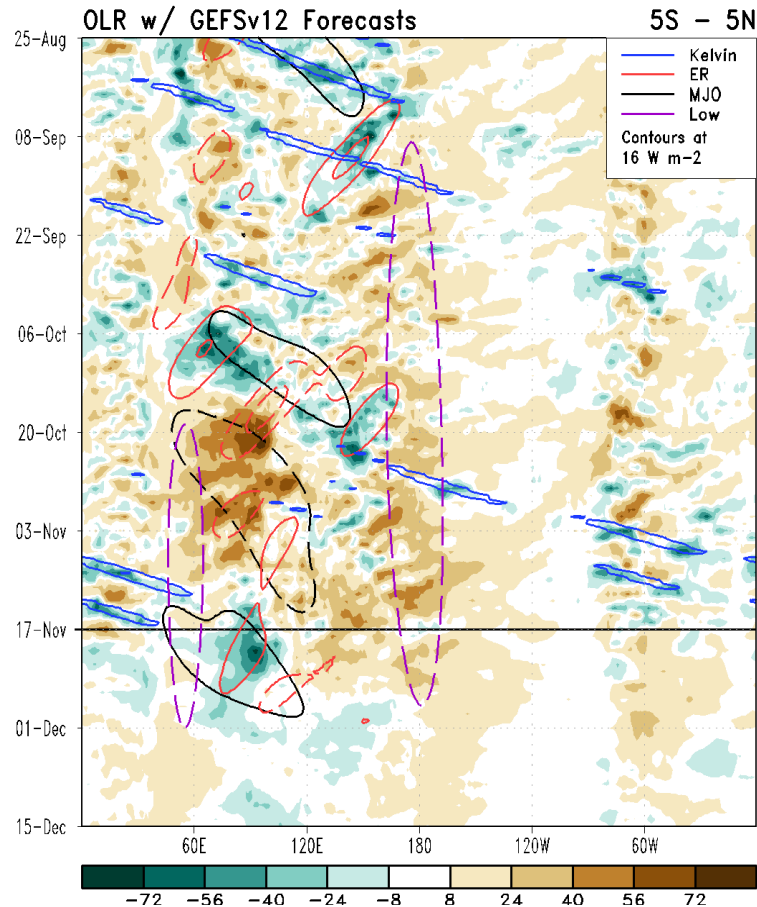 OLR w/ GEFSv12 Forecasts 5S - 5N
25-Aug
08-Sep
22-Sep
06-Oct
20-Oct
03-Nov
17-Nov
01-Dec
15-Dec
Kelvin
ER
MJO
Low
Contours at
16 W m-2
60E 120E 180 120W 60W
-72 -56 -40 -24 -8 8 24 40 56 72